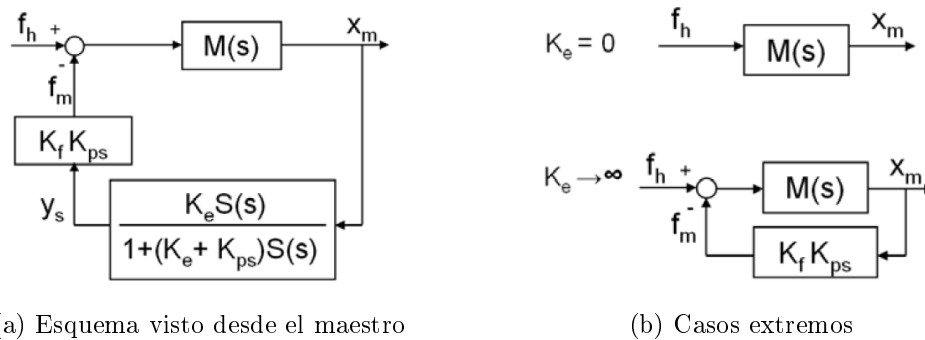 f_h + M(s) x_m
-
f_m
K_f K_ps
y_s
K_e S(s)
1+(K_e + K_ps)S(s)
K_e = 0 f_h M(s) x_m
K_e → ∞ f_h + M(s) x_m
-
f_m
K_f K_ps
a) Esquema visto desde el maestro
(b) Casos extremos